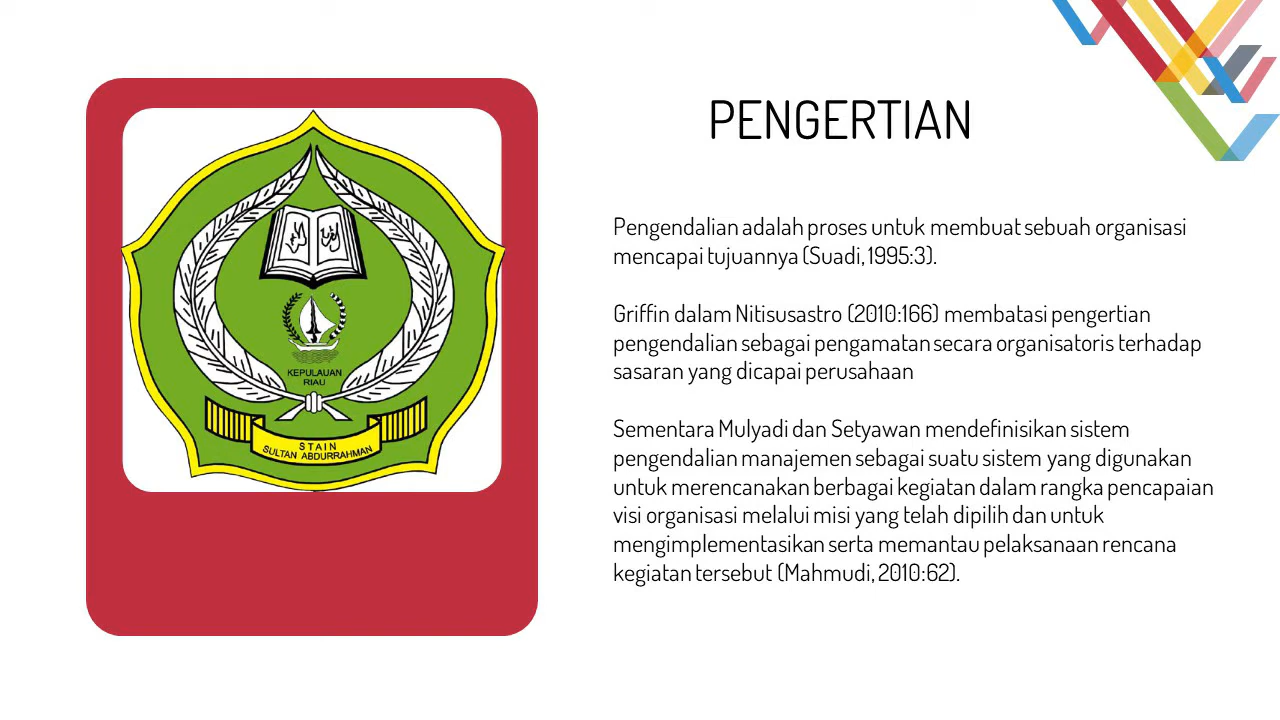 PENGERTIAN
Pengendalian adalah proses untuk membuat sebuah organisasi
mencapai tujuannya (Suadi, 1995:3).
Griffin dalam Nitisusastro (2010:166) membatasi pengertian
pengendalian sebagai pengamatan secara organisatoris terhadap
sasaran yang dicapai perusahaan
Sementara Mulyadi dan Setyawan mendefinisikan sistem
pengendalian manajemen sebagai suatu sistem yang digunakan
untuk merencanakan berbagai kegiatan dalam rangka pencapaian
visi organisasi melalui misi yang telah dipilih dan untuk
mengimplementasikan serta memantau pelaksanaan rencana
kegiatan tersebut (Mahmudi, 2010:62).
KEPULAUAN
RIAU
STAIN
SULTAN ABDURRAHMAN